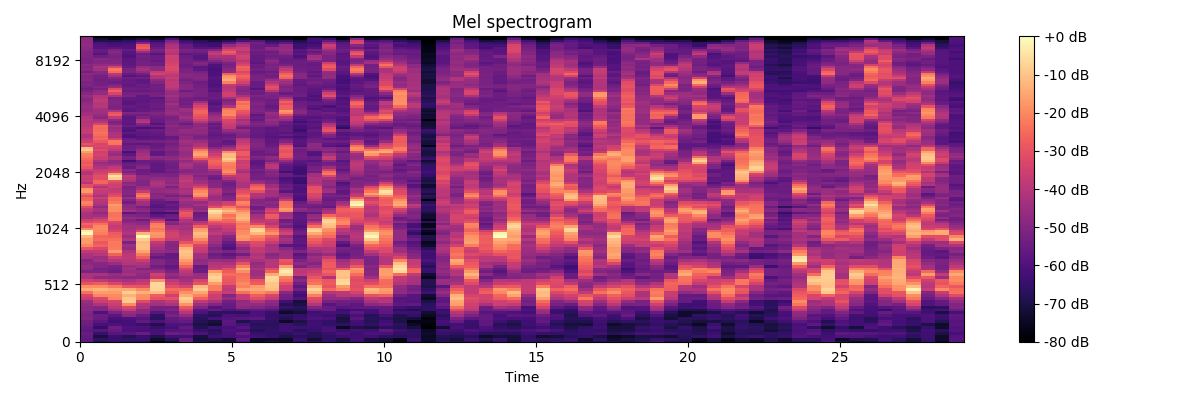 Mel spectrogram
8192
4096
2048
1024
512
0
Hz
0 5 10 15 20 25
Time
+0 dB
-10 dB
-20 dB
-30 dB
-40 dB
-50 dB
-60 dB
-70 dB
-80 dB